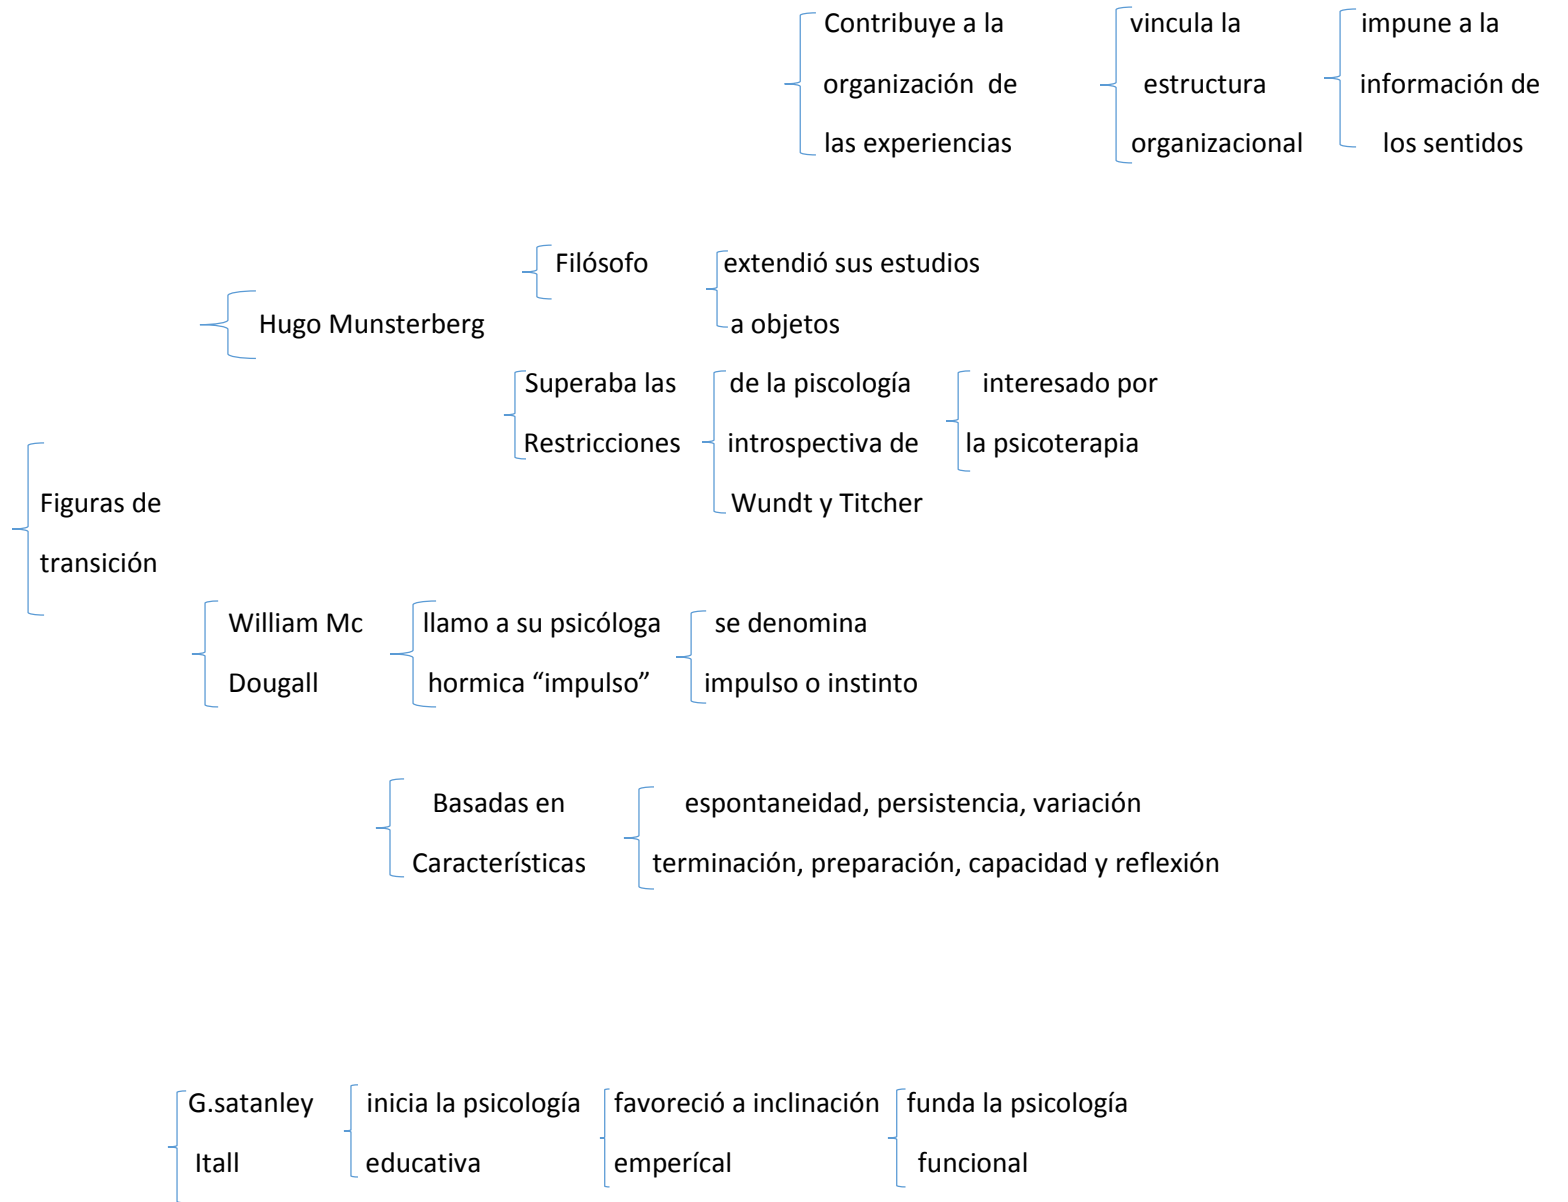 Contribuye a la vincula la impune a la
organización de estructura información de
las experiencias organizacional los sentidos
Filósofo extendió sus estudios
Hugo Munsterberg a objetos
Superaba las de la piscología interesado por
Restricciones introspectiva de la psicoterapia
Figuras de Wundt y Titcher
transición
William Mc llamo a su psicóloga se denomina
Dougall hormica “impulso” impulso o instinto
Basadas en espontaneidad, persistencia, variación
Características terminación, preparación, capacidad y reflexión
G.satanley inicia la psicología favoreció a inclinación funda la psicología
Itall educativa emperícal funcional